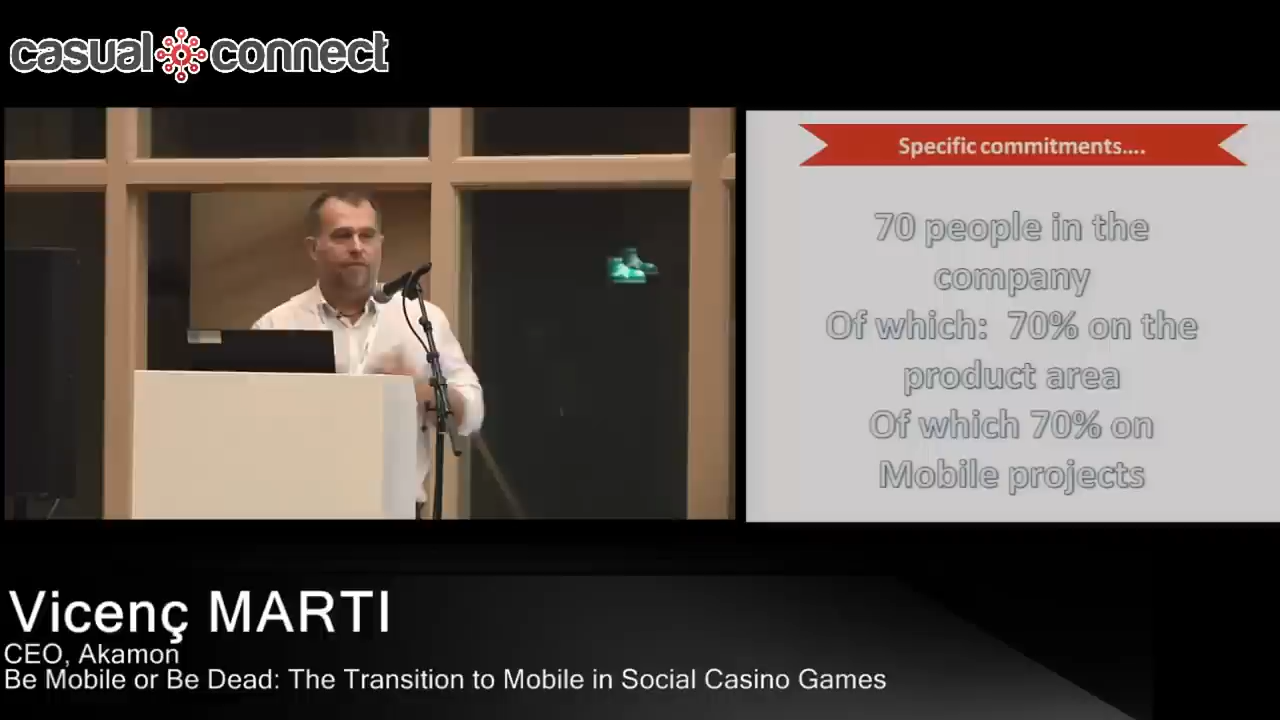 casual connect
Specific commitments....
70 people in the
company
Of which:  70% on the
product area
Of which 70% on
Mobile projects
Vicenç MARTI
CEO, Akamon
Be Mobile or Be Dead: The Transition to Mobile in Social Casino Games